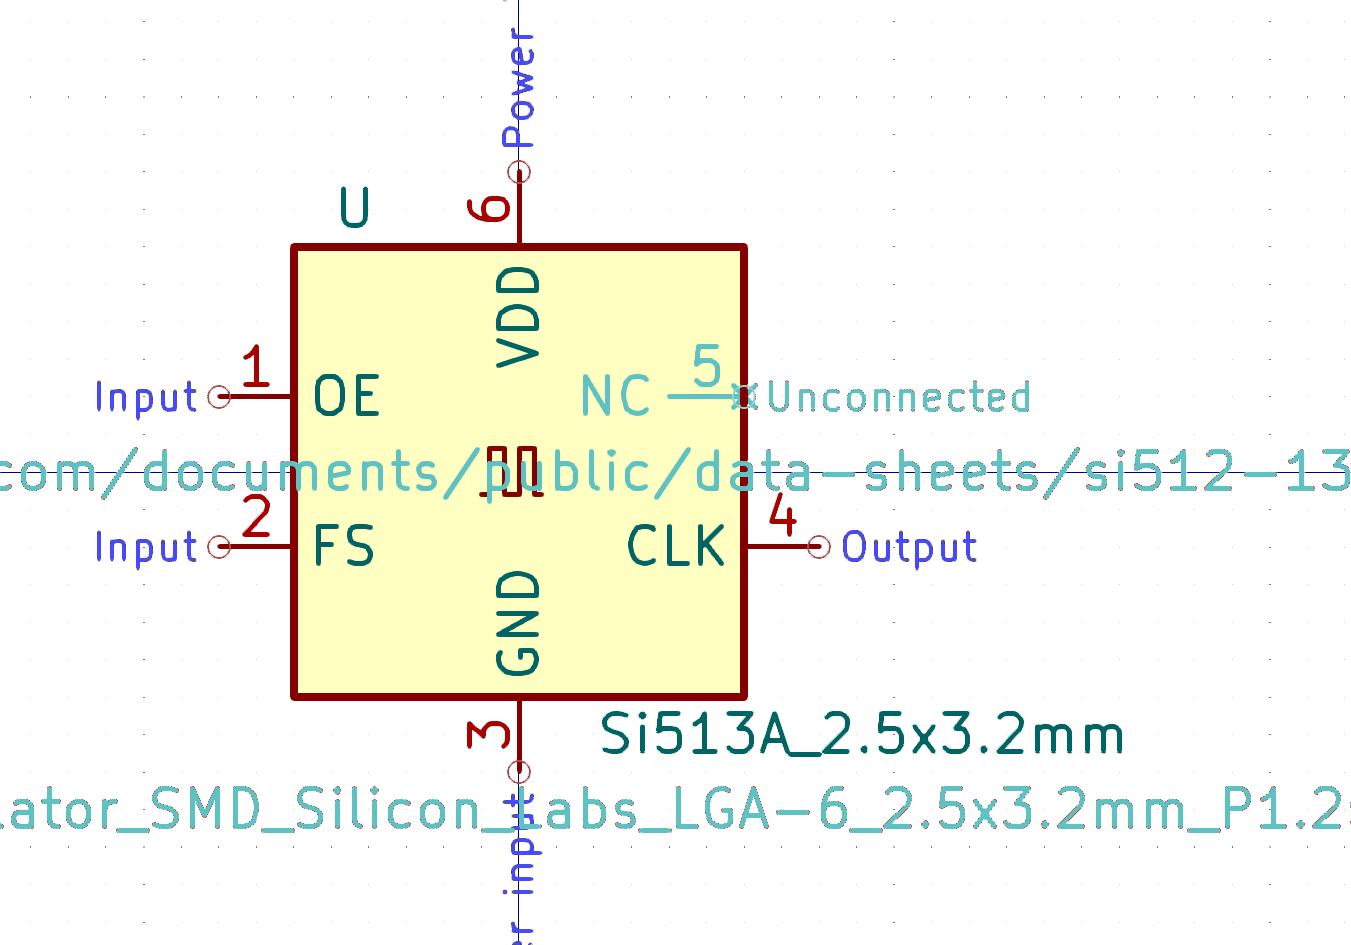 Power
U
6
VDD
1
5
Input
OE
NC
Unconnected
com/documents/public/data-sheets/si512-13
2
4
Input
FS
CLK
Output
GND
3
Si513A_2.5x3.2mm
ator_SMD_Silicon_Labs_LGA-6_2.5x3.2mm_P1.2
input